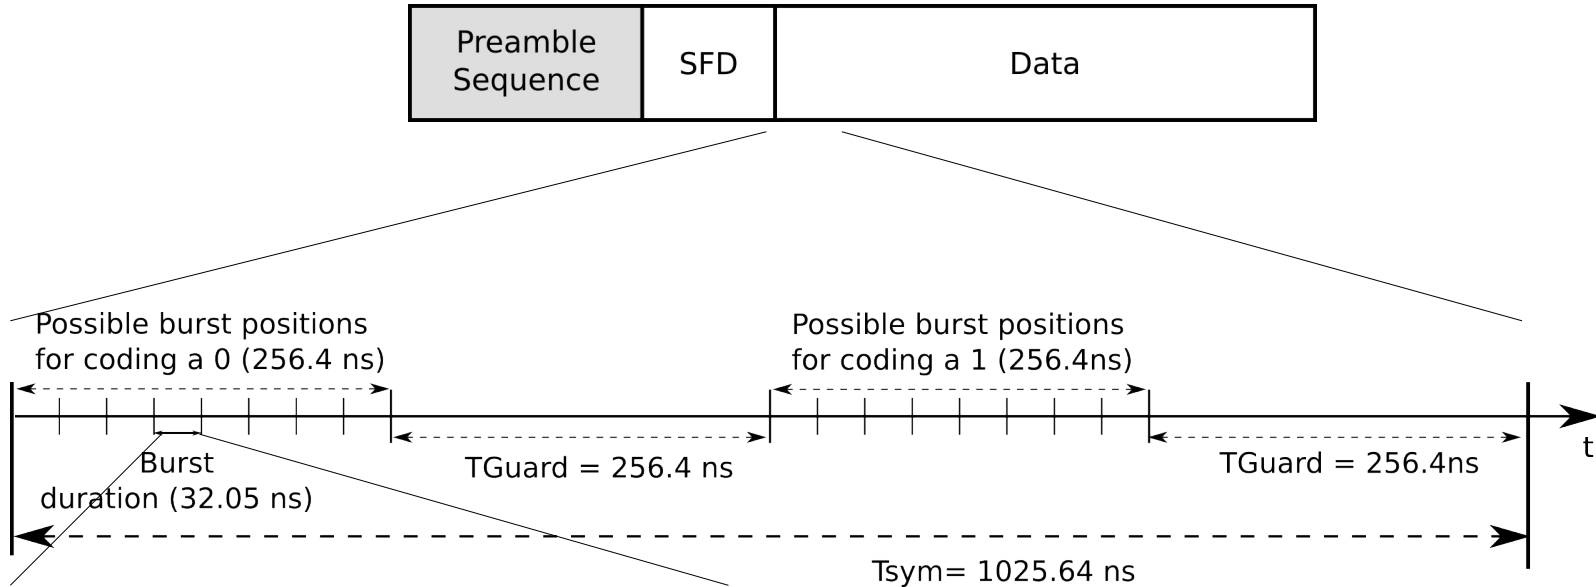 Preamble
Sequence
SFD
Data
Possible burst positions
for coding a 0 (256.4 ns)
Possible burst positions
for coding a 1 (256.4ns)
t
Burst
duration (32.05 ns)
TGuard = 256.4 ns
TGuard = 256.4ns
Tsym= 1025.64 ns